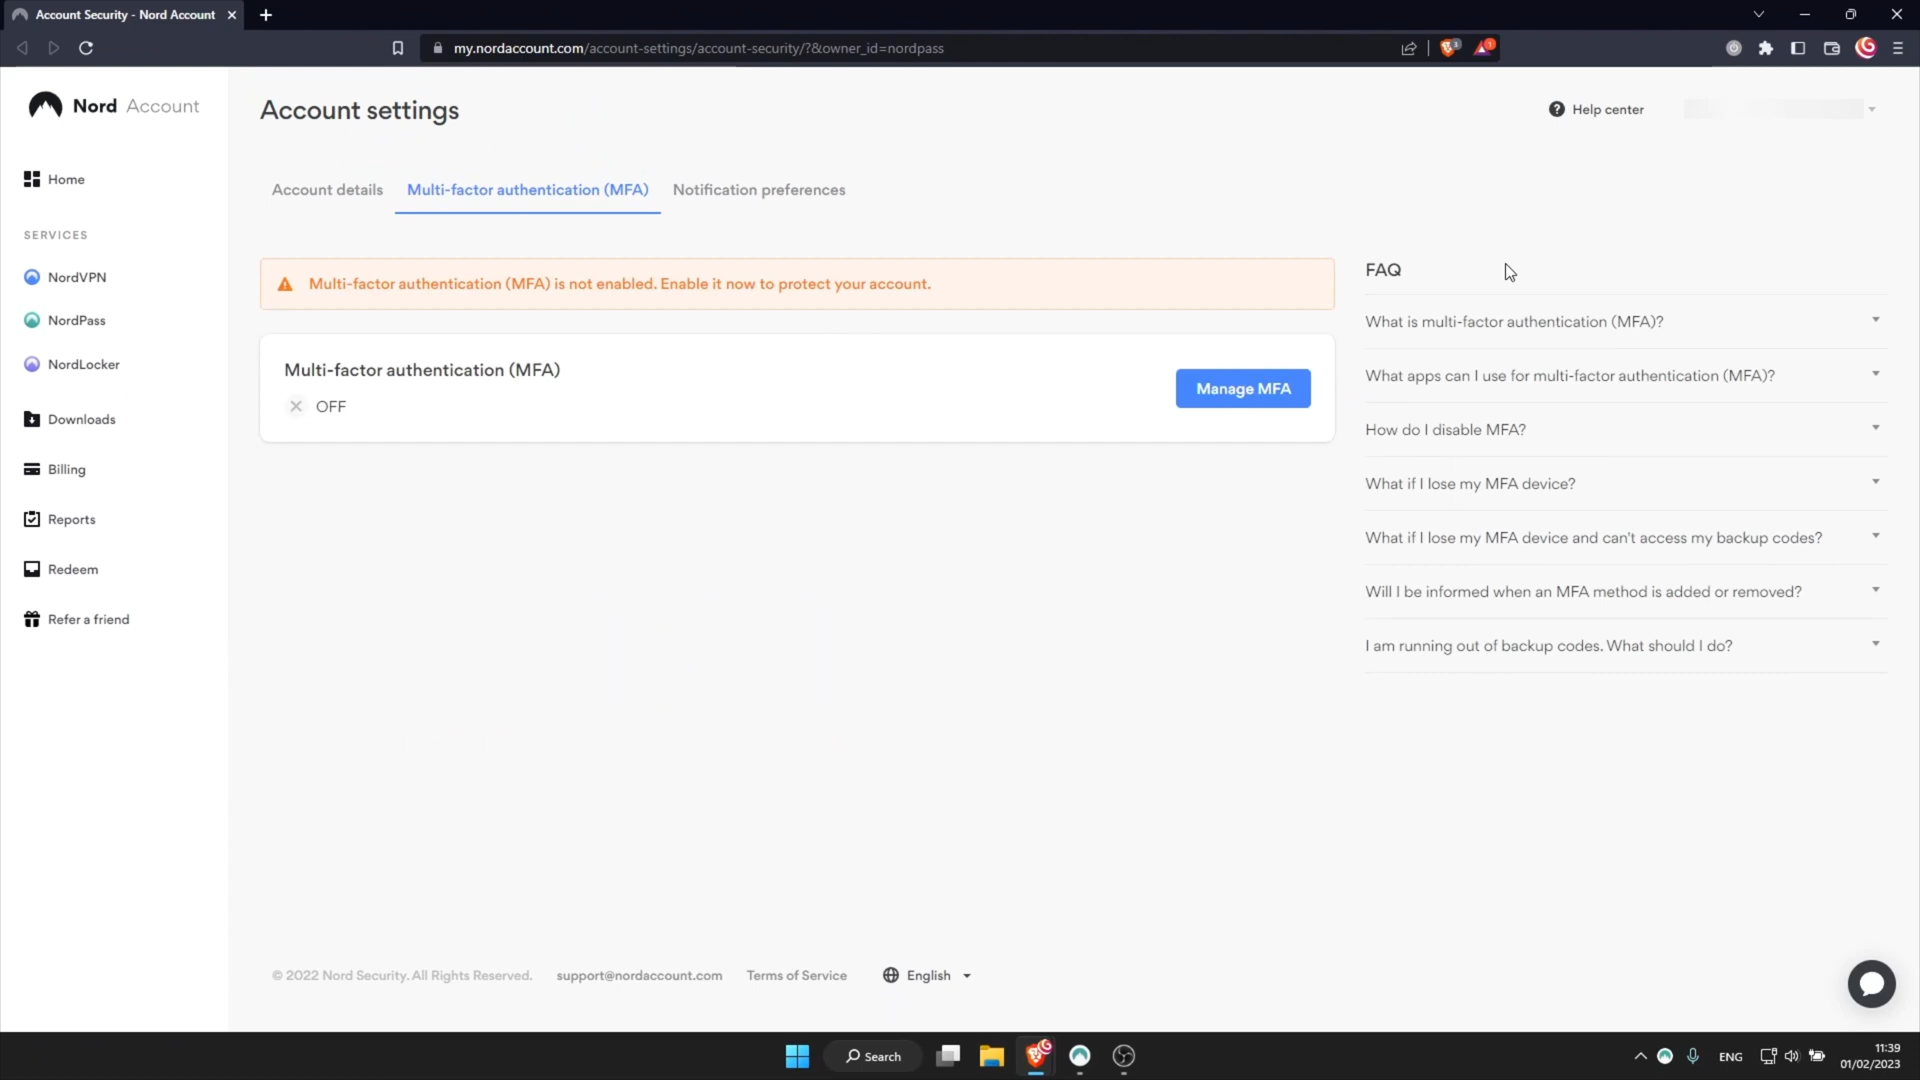 Account Security - Nord Account
my.nordaccount.com/account-settings/account-security/?&owner_id=nordpass
3
1
Nord Account
Account settings
Help center
Home
Account details
Multi-factor authentication (MFA)
Notification preferences
SERVICES
NordVPN
NordPass
NordLocker
Downloads
Billing
Reports
Redeem
Refer a friend
Multi-factor authentication (MFA) is not enabled. Enable it now to protect your account.
Multi-factor authentication (MFA)
OFF
Manage MFA
FAQ
What is multi-factor authentication (MFA)?
What apps can I use for multi-factor authentication (MFA)?
How do I disable MFA?
What if I lose my MFA device?
What if I lose my MFA device and can't access my backup codes?
Will I be informed when an MFA method is added or removed?
I am running out of backup codes. What should I do?
© 2022 Nord Security. All Rights Reserved.
support@nordaccount.com
Terms of Service
English
Search
ENG
11:39
01/02/2023